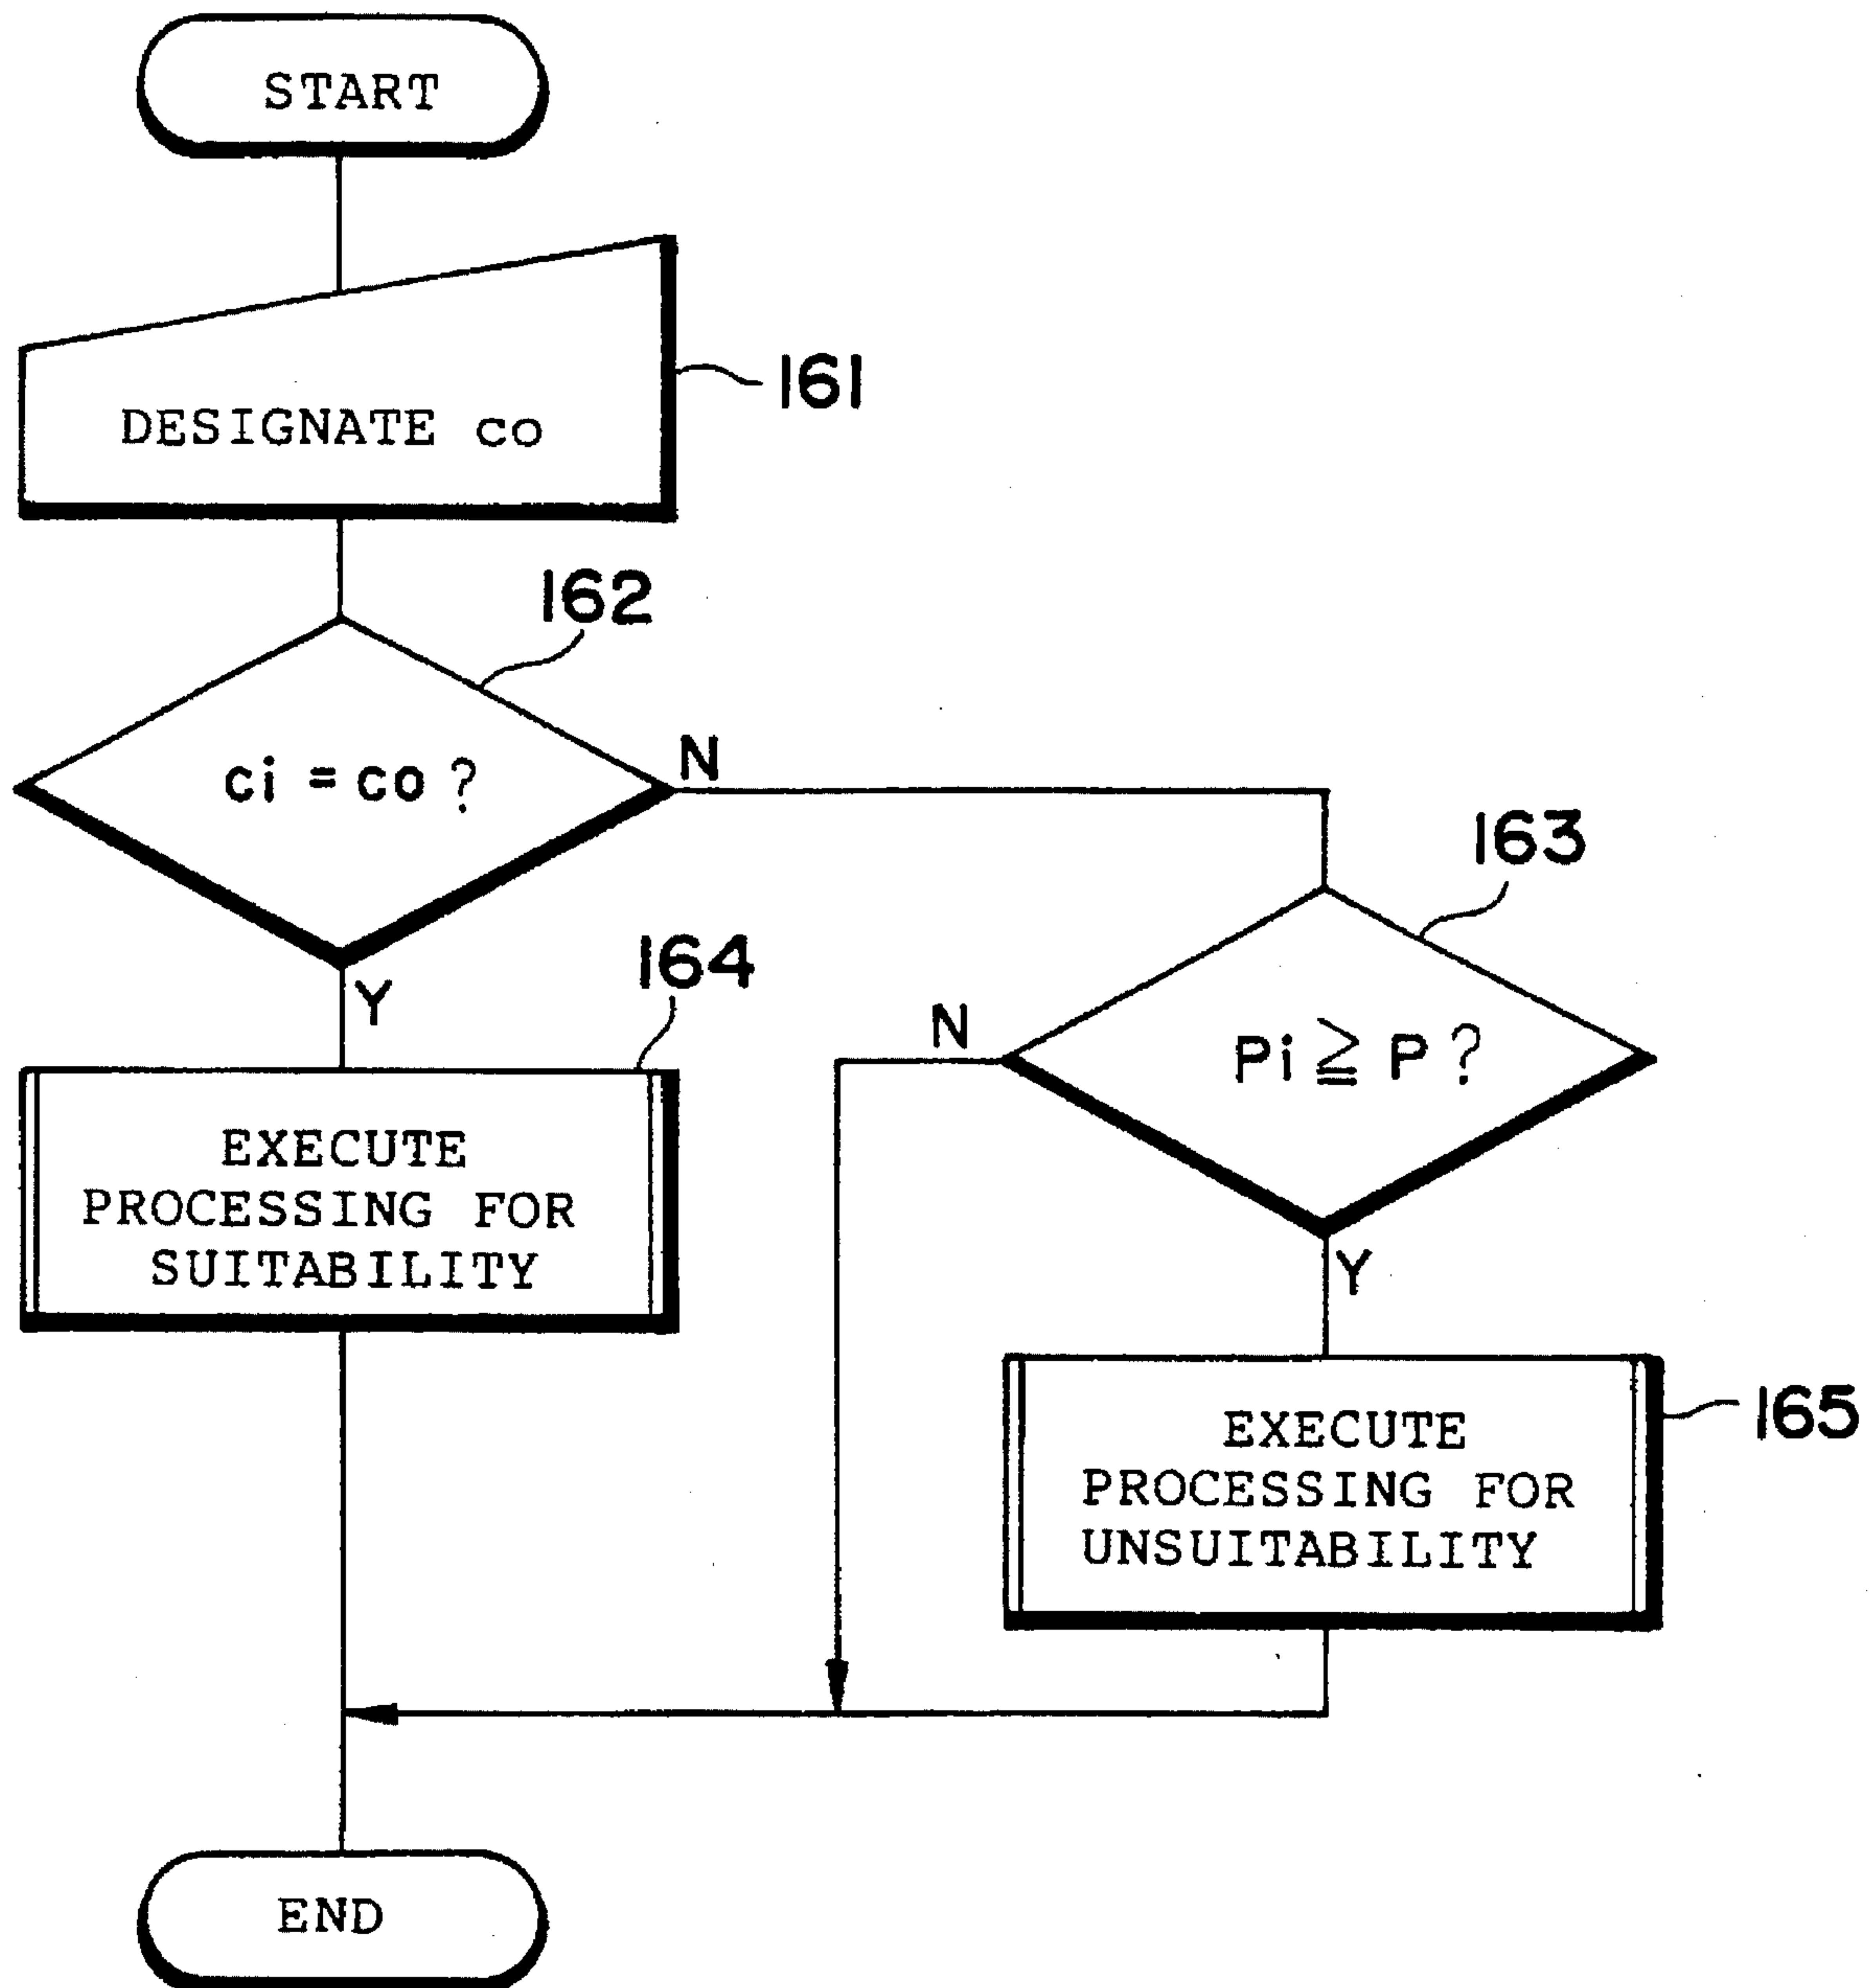 START
161
DESIGNATE co
162
ci = co ?
N
163
Pi ≧ P ?
N
Y
164
EXECUTE
PROCESSING FOR
SUITABILITY
Y
165
EXECUTE
PROCESSING FOR
UNSUITABILITY
END